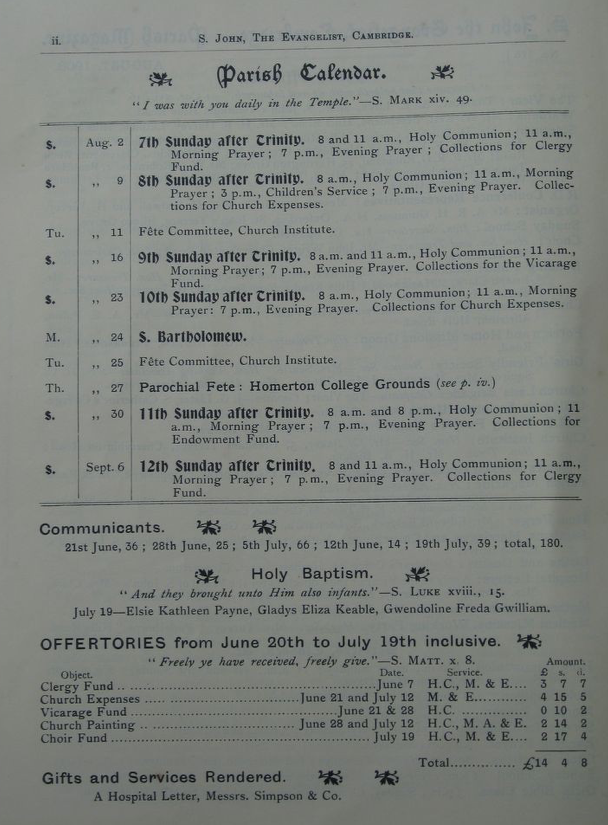 ii.
S. John, The Evangelist, Cambridge.
Parish Calendar.
"I was with you daily in the Temple."—S. Mark xiv. 49.
S. Aug. 2 7th Sunday after Trinity. 8 and 11 a.m., Holy Communion; 11 a.m.,
Morning Prayer; 7 p.m., Evening Prayer; Collections for Clergy
Fund.
S. ,, 9 8th Sunday after Trinity. 8 a.m., Holy Communion; 11 a.m., Morning
Prayer; 3 p.m., Children's Service; 7 p.m., Evening Prayer. Collec-
tions for Church Expenses.
Tu. ,, 11 Fête Committee, Church Institute.
S. ,, 16 9th Sunday after Trinity. 8 a.m. and 11 a.m., Holy Communion; 11 a.m.,
Morning Prayer; 7 p.m., Evening Prayer. Collections for the Vicarage
Fund.
S. ,, 23 10th Sunday after Trinity. 8 a.m., Holy Communion; 11 a.m., Morning
Prayer: 7 p.m., Evening Prayer. Collections for Church Expenses.
M. ,, 24 S. Bartholomew.
Tu. ,, 25 Fête Committee, Church Institute.
Th. ,, 27 Parochial Fete: Homerton College Grounds (see p. iv.)
S. ,, 30 11th Sunday after Trinity. 8 a.m. and 8 p.m., Holy Communion; 11
a.m., Morning Prayer; 7 p.m., Evening Prayer. Collections for
Endowment Fund.
S. Sept. 6 12th Sunday after Trinity. 8 and 11 a.m., Holy Communion; 11 a.m.,
Morning Prayer; 7 p.m., Evening Prayer. Collections for Clergy
Fund.
Communicants.
21st June, 36; 28th June, 25; 5th July, 66; 12th June, 14; 19th July, 39; total, 180.
Holy Baptism.
"And they brought unto Him also infants."—S. Luke xviii., 15.
July 19—Elsie Kathleen Payne, Gladys Eliza Keable, Gwendoline Freda Gwilliam.
OFFERTORIES from June 20th to July 19th inclusive.
"Freely ye have received, freely give."—S. Matt. x. 8. Amount.
Object. Date. Service. £ s. d.
Clergy Fund .. June 7 H.C., M. & E.... 3 7 7
Church Expenses ..... June 21 and July 12 M. & E. 4 15 5
Vicarage Fund June 21 & 28 H.C. 0 10 2
Church Painting .. June 28 and July 12 H.C., M. A. & E. 2 14 2
Choir Fund July 19 H.C., M. & E... 2 17 4
Total............... £14 4 8
Gifts and Services Rendered.
A Hospital Letter, Messrs. Simpson & Co.